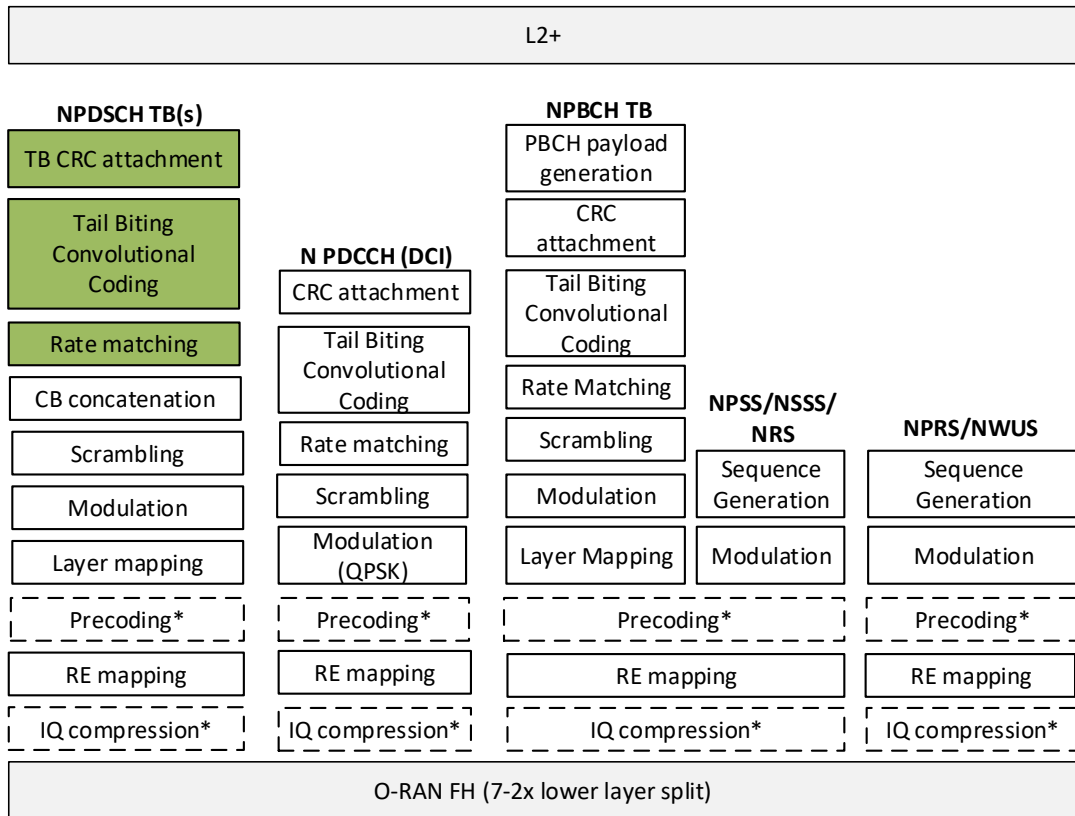 L2+
NPDSCH TB(s)
TB CRC attachment
Tail Biting
Convolutional
Coding
Rate matching
CB concatenation
Scrambling
Modulation
Layer mapping
Precoding*
RE mapping
IQ compression*
N PDCCH (DCI)
CRC attachment
Tail Biting
Convolutional
Coding
Rate matching
Scrambling
Modulation
(QPSK)
Precoding*
RE mapping
IQ compression*
NPBCH TB
PBCH payload
generation
CRC
attachment
Tail Biting
Convolutional
Coding
Rate Matching
Scrambling
Modulation
Layer Mapping
NPSS/NSSS/
NRS
Sequence
Generation
Modulation
Precoding*
RE mapping
IQ compression*
NPRS/NWUS
Sequence
Generation
Modulation
Precoding*
RE mapping
IQ compression*
O-RAN FH (7-2x lower layer split)